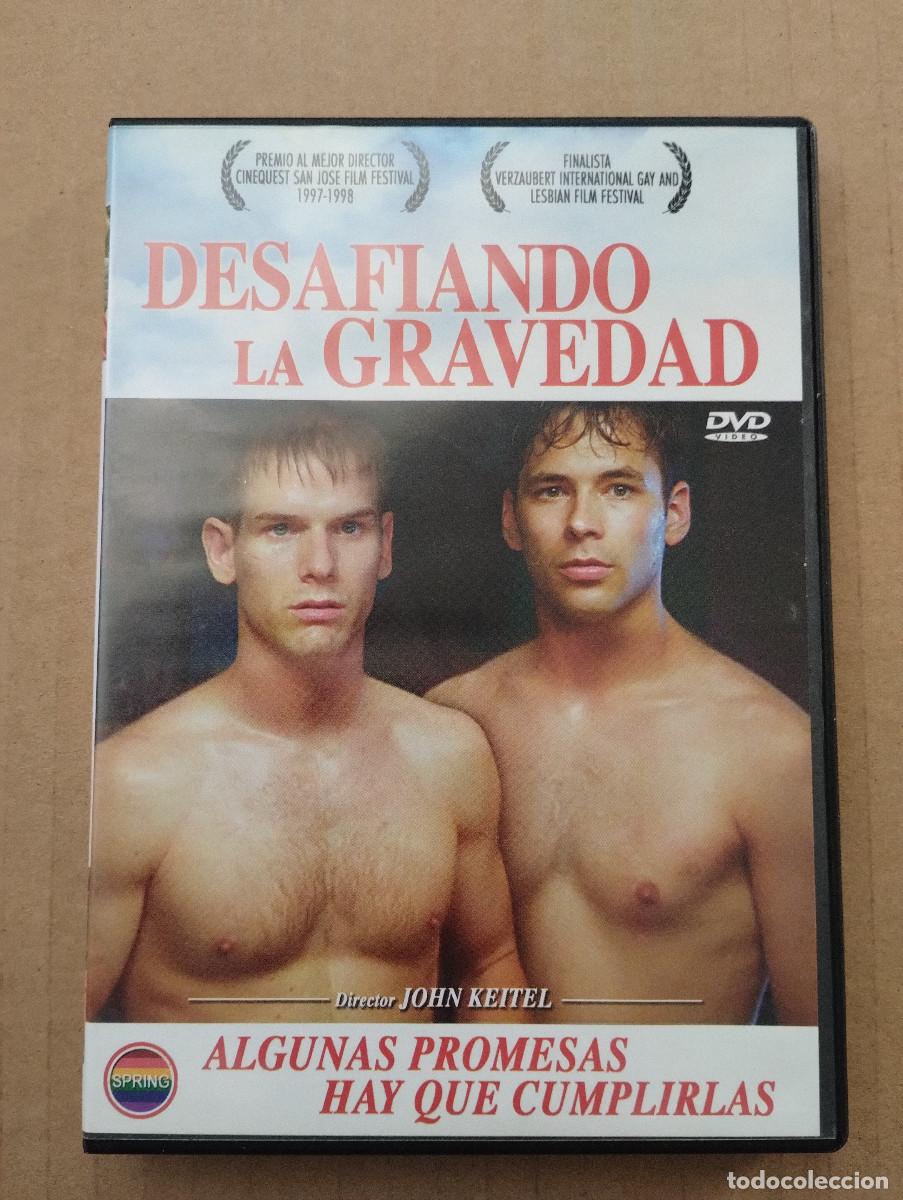 PREMIO AL MEJOR DIRECTOR
CINEQUEST SAN JOSE FILM FESTIVAL
1997-1998
FINALISTA
VERZAUBERT INTERNATIONAL GAY AND
LESBIAN FILM FESTIVAL
DESAFIANDO
LA GRAVEDAD
DVD
VIDEO
Director JOHN KEITEL
SPRING
ALGUNAS PROMESAS
HAY QUE CUMPLIRLAS
todocoleccion